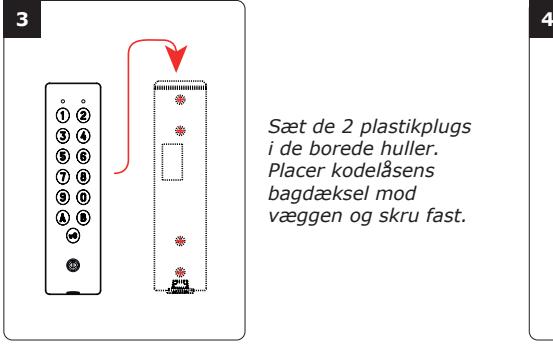 3
4
1 2
3 4
5 6
7 8
9 0
A B
Sæt de 2 plastikplugs
i de borede huller.
Placer kodelåsens
bagdæksel mod
væggen og skru fast.